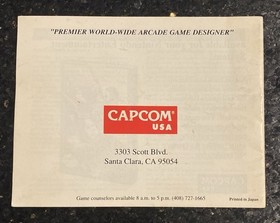 "PREMIER WORLD-WIDE ARCADE GAME DESIGNER"
CAPCOM®
USA
3303 Scott Blvd.
Santa Clara, CA 95054
Game counselors available 8 a.m. to 5 p.m. (408) 727-1665
Printed in Japan